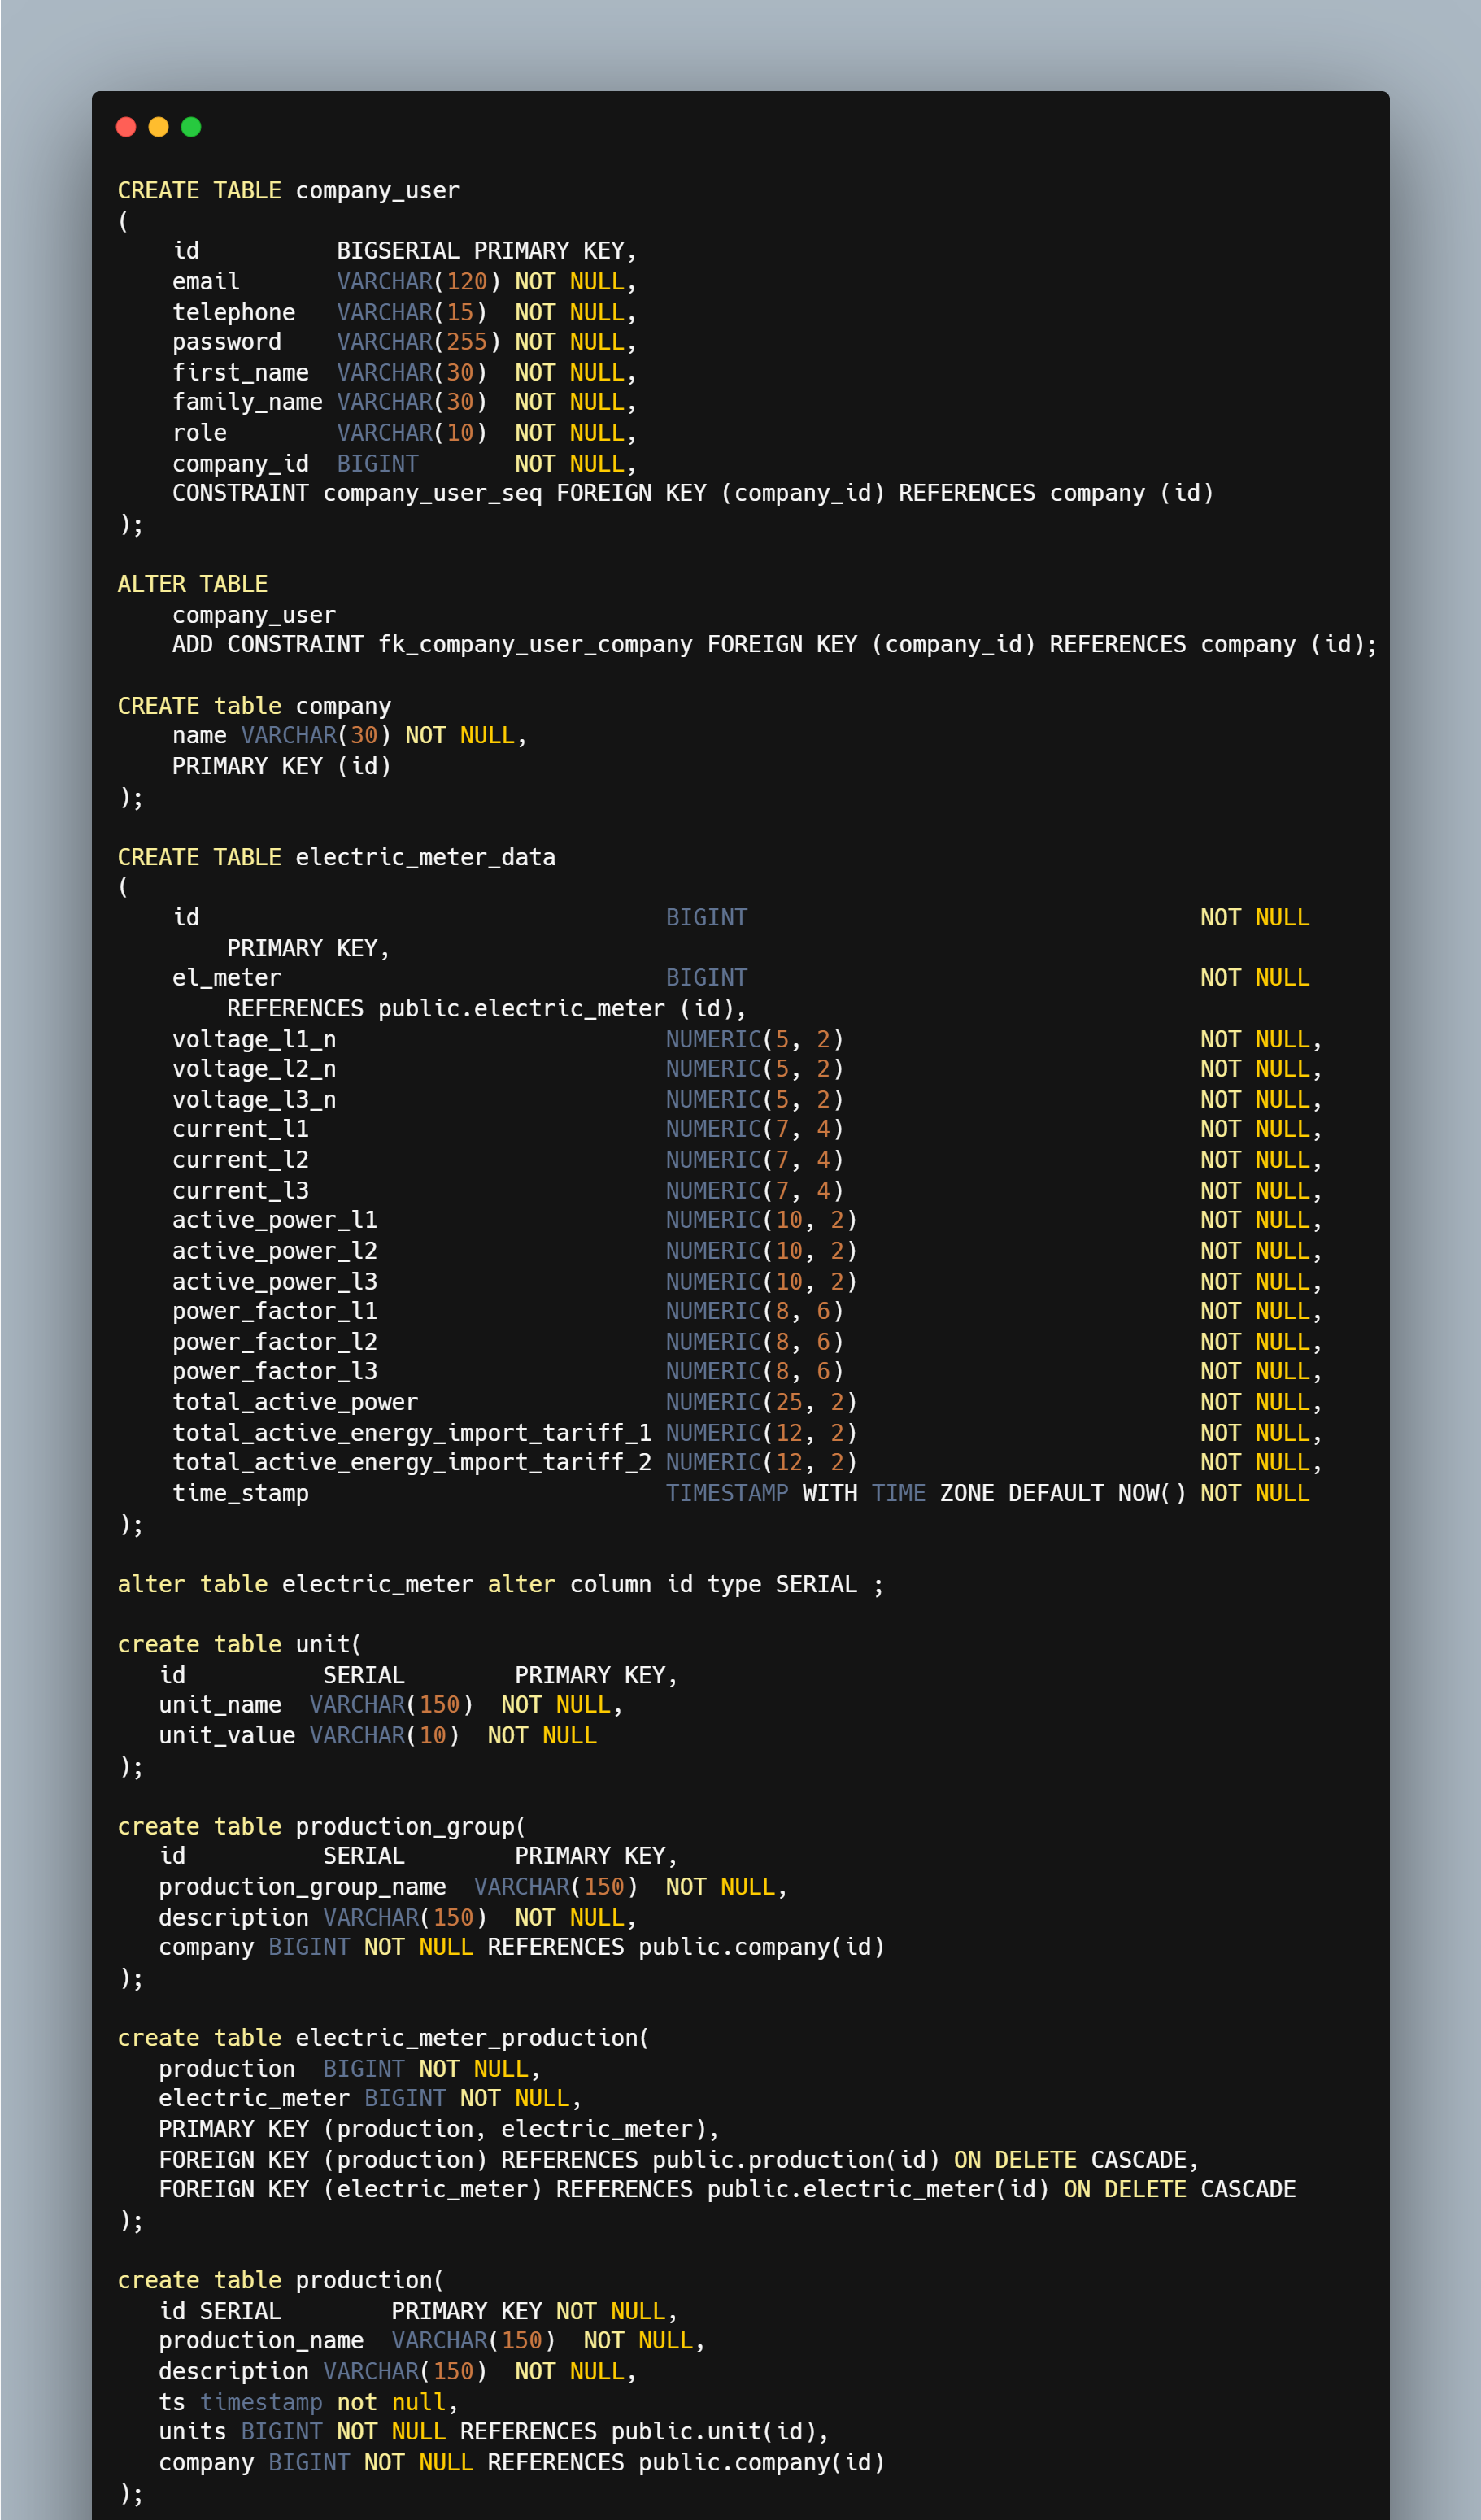 CREATE TABLE company_user
(
    id          BIGSERIAL PRIMARY KEY,
    email       VARCHAR(120) NOT NULL,
    telephone   VARCHAR(15)  NOT NULL,
    password    VARCHAR(255) NOT NULL,
    first_name  VARCHAR(30)  NOT NULL,
    family_name VARCHAR(30)  NOT NULL,
    role        VARCHAR(10)  NOT NULL,
    company_id  BIGINT       NOT NULL,
    CONSTRAINT company_user_seq FOREIGN KEY (company_id) REFERENCES company (id)
);

ALTER TABLE
    company_user
    ADD CONSTRAINT fk_company_user_company FOREIGN KEY (company_id) REFERENCES company (id);

CREATE table company
    name VARCHAR(30) NOT NULL,
    PRIMARY KEY (id)
);

CREATE TABLE electric_meter_data
(
    id                                  BIGINT                                 NOT NULL
        PRIMARY KEY,
    el_meter                            BIGINT                                 NOT NULL
        REFERENCES public.electric_meter (id),
    voltage_l1_n                        NUMERIC(5, 2)                          NOT NULL,
    voltage_l2_n                        NUMERIC(5, 2)                          NOT NULL,
    voltage_l3_n                        NUMERIC(5, 2)                          NOT NULL,
    current_l1                          NUMERIC(7, 4)                          NOT NULL,
    current_l2                          NUMERIC(7, 4)                          NOT NULL,
    current_l3                          NUMERIC(7, 4)                          NOT NULL,
    active_power_l1                     NUMERIC(10, 2)                         NOT NULL,
    active_power_l2                     NUMERIC(10, 2)                         NOT NULL,
    active_power_l3                     NUMERIC(10, 2)                         NOT NULL,
    power_factor_l1                     NUMERIC(8, 6)                          NOT NULL,
    power_factor_l2                     NUMERIC(8, 6)                          NOT NULL,
    power_factor_l3                     NUMERIC(8, 6)                          NOT NULL,
    total_active_power                  NUMERIC(25, 2)                         NOT NULL,
    total_active_energy_import_tariff_1 NUMERIC(12, 2)                         NOT NULL,
    total_active_energy_import_tariff_2 NUMERIC(12, 2)                         NOT NULL,
    time_stamp                          TIMESTAMP WITH TIME ZONE DEFAULT NOW() NOT NULL
);

alter table electric_meter alter column id type SERIAL ;

create table unit(
   id          SERIAL        PRIMARY KEY,
   unit_name  VARCHAR(150)  NOT NULL,
   unit_value VARCHAR(10)  NOT NULL
);

create table production_group(
   id          SERIAL        PRIMARY KEY,
   production_group_name  VARCHAR(150)  NOT NULL,
   description VARCHAR(150)  NOT NULL,
   company BIGINT NOT NULL REFERENCES public.company(id)
);

create table electric_meter_production(
   production  BIGINT NOT NULL,
   electric_meter BIGINT NOT NULL,
   PRIMARY KEY (production, electric_meter),
   FOREIGN KEY (production) REFERENCES public.production(id) ON DELETE CASCADE,
   FOREIGN KEY (electric_meter) REFERENCES public.electric_meter(id) ON DELETE CASCADE
);

create table production(
   id SERIAL        PRIMARY KEY NOT NULL,
   production_name  VARCHAR(150)  NOT NULL,
   description VARCHAR(150)  NOT NULL,
   ts timestamp not null,
   units BIGINT NOT NULL REFERENCES public.unit(id),
   company BIGINT NOT NULL REFERENCES public.company(id)
);